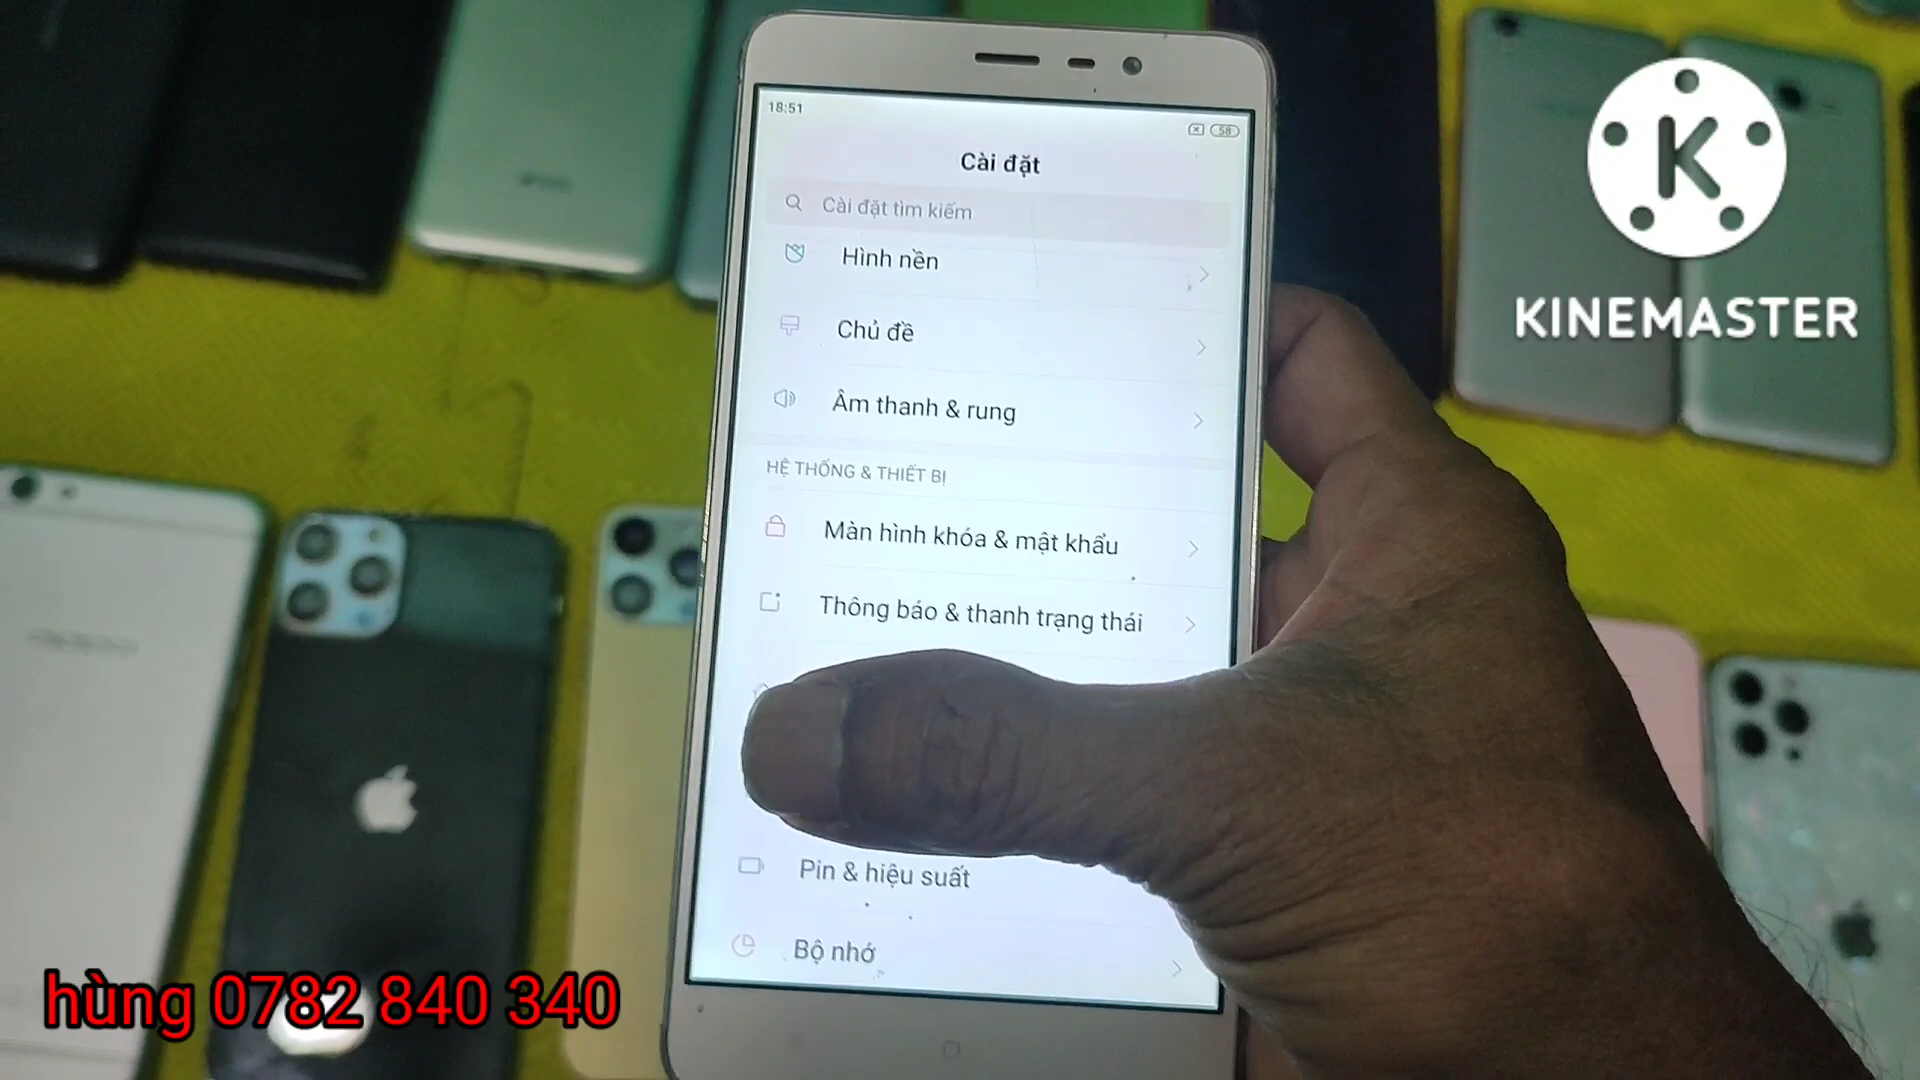 18:51
58
Cài đặt
Cài đặt tìm kiếm
Hình nền
Chủ đề
Âm thanh & rung
HỆ THỐNG & THIẾT BỊ
Màn hình khóa & mật khẩu
Thông báo & thanh trạng thái
Pin & hiệu suất
Bộ nhớ
K
KINEMASTER
hùng 0782 840 340